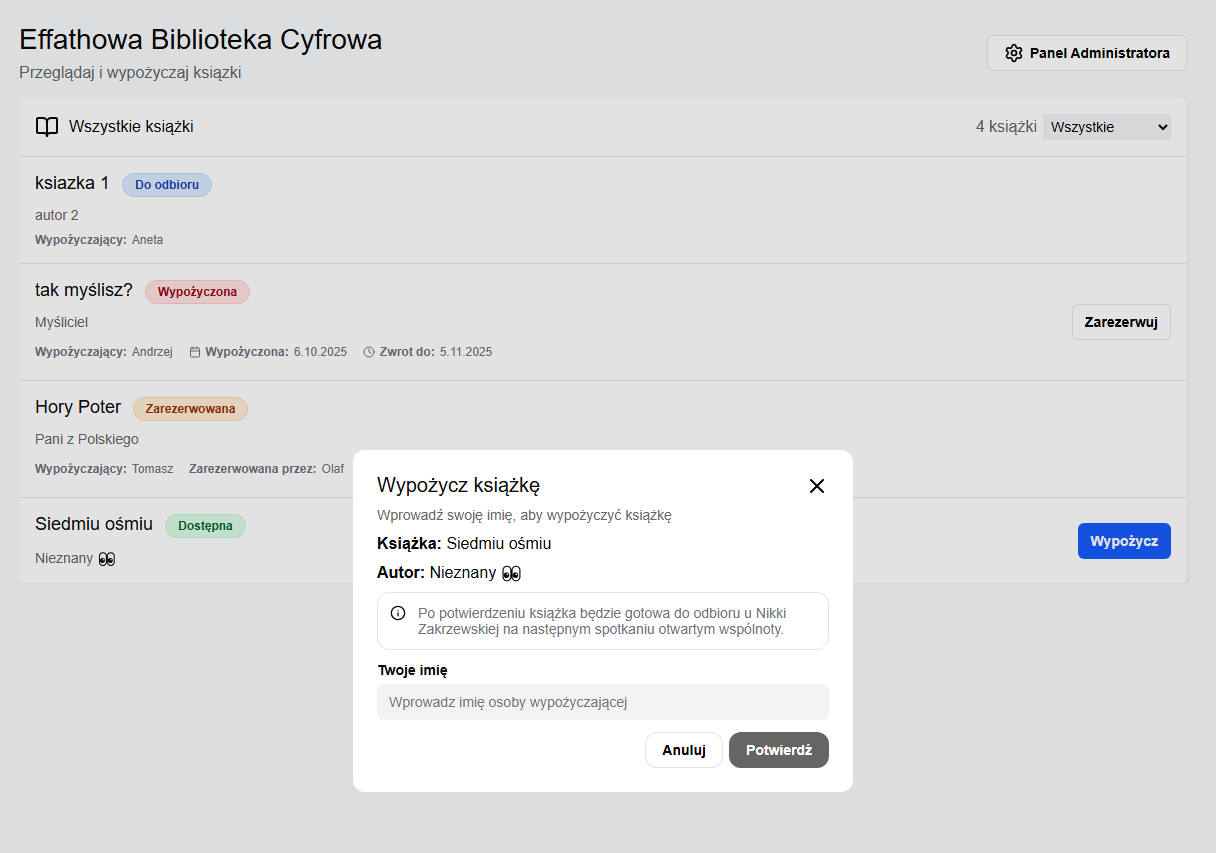 Effathowa Biblioteka Cyfrowa
Przeglądaj i wypożyczaj ksiązki
Panel Administratora
Wszystkie książki
4 książki
Wszystkie
ksiazka 1
Do odbioru
autor 2
Wypożyczający: Aneta
tak myślisz?
Wypożyczona
Myśliciel
Wypożyczający: Andrzej
Wypożyczona: 6.10.2025
Zwrot do: 5.11.2025
Zarezerwuj
Hory Poter
Zarezerwowana
Pani z Polskiego
Wypożyczający: Tomasz
Zarezerwowana przez: Olaf
Siedmiu ośmiu
Dostępna
Nieznany 👀
Wypożycz
Wypożycz książkę
Wprowadź swoję imię, aby wypożyczyć książkę
Książka: Siedmiu ośmiu
Autor: Nieznany 👀
Po potwierdzeniu książka będzie gotowa do odbioru u Nikki
Zakrzewskiej na następnym spotkaniu otwartym wspólnoty.
Twoje imię
Wprowadz imię osoby wypożyczającej
Anuluj
Potwierdź